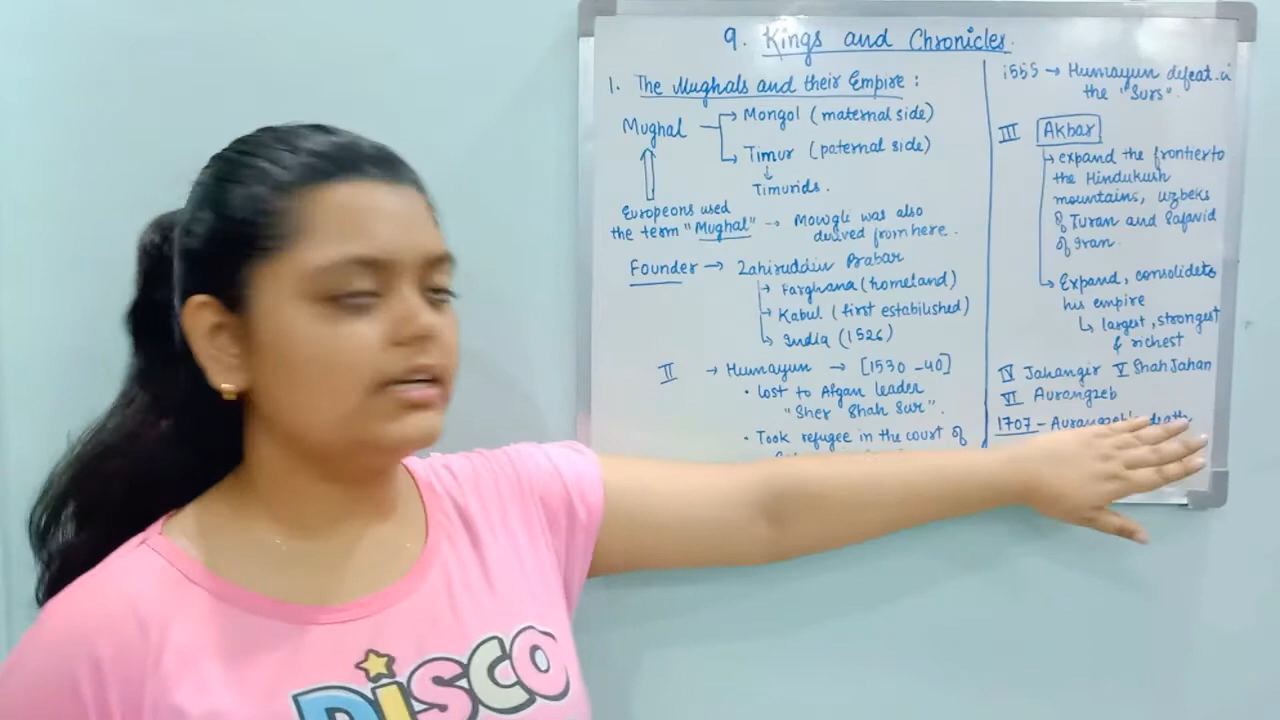 9. Kings and Chronicles.
1. The Mughals and their Empire :
Mughal
Mongol (maternal side)
Timur (paternal side)
Timurids.
Europeons used
the term "Mughal" → Mowgli was also
derived from here.
Founder → Zahiruddin Babar
→ Farghana (homeland)
→ Kabul (first established)
→ India (1526)
II → Humayun → [1530-40]
• Lost to Afgan leader
"Sher Shah Sur".
• Took refugee in the court of
1555 → Humayun defeat
the "Surs".
III Akbar
→ expand the frontier to
the Hindukush
mountains, Uzbeks
of Turan and Safavid
of Iran.
→ Expand, consolidate
his empire
↳ largest, strongest
& richest
IV Jahangir V Shah Jahan
VI Aurangzeb
1707 - Aurangzeb's death
DISCO